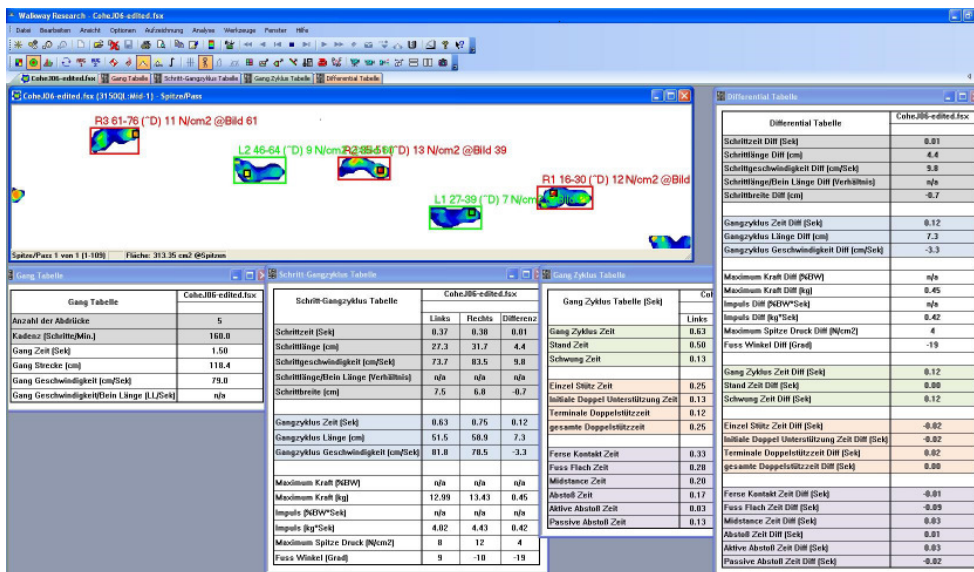 Walkway Research - CoheJ06-edited.fsx
Datei Bearbeiten Ansicht Optionen Aufzeichnung Analyse Werkzeuge Fenster Hilfe
CoheJ06-edited.fsx Gang Tabelle Schritt-Gangzyklus Tabelle Gang Zyklus Tabelle Differential Tabelle
CoheJ06-edited.fsx (3150QL:Mid-1) - Spitze/Pass
R3 61-76 (~D) 11 N/cm2 @Bild 61
L2 46-64 (~D) 9 N/cm2
R2 35-51 (~D) 13 N/cm2 @Bild 39
R1 16-30 (~D) 12 N/cm2 @Bild
L1 27-39 (~D) 7 N/cm
Spitze/Pass 1 von 1 (1-109) Fläche: 313.35 cm2 @Spitzen
Gang Tabelle
Gang Tabelle CoheJ06-edited.fsx
Anzahl der Abdrücke 5
Kadenz (Schritte/Min.) 160.0
Gang Zeit (Sek) 1.50
Gang Strecke (cm) 118.4
Gang Geschwindigkeit (cm/Sek) 79.0
Gang Geschwindigkeit/Bein Länge (LL/Sek) n/a
Schritt-Gangzyklus Tabelle
Schritt-Gangzyklus Tabelle CoheJ06-edited.fsx
Links Rechts Differenz
Schrittzeit (Sek) 0.37 0.38 0.01
Schrittlänge (cm) 27.3 31.7 4.4
Schrittgeschwindigkeit (cm/Sek) 73.7 83.5 9.8
Schrittlänge/Bein Länge (Verhältnis) n/a n/a n/a
Schrittbreite (cm) 7.5 6.8 -0.7
Gangzyklus Zeit (Sek) 0.63 0.75 0.12
Gangzyklus Länge (cm) 51.5 58.9 7.3
Gangzyklus Geschwindigkeit (cm/Sek) 81.8 78.5 -3.3
Maximum Kraft (%BW) n/a n/a n/a
Maximum Kraft (kg) 12.99 13.43 0.45
Impuls (%BW*Sek) n/a n/a n/a
Impuls (kg*Sek) 4.02 4.43 0.42
Maximum Spitze Druck (N/cm2) 8 12 4
Fuss Winkel (Grad) 9 -10 -19
Gang Zyklus Tabelle
Gang Zyklus Tabelle (Sek) Col
Links
Gang Zyklus Zeit 0.63
Stand Zeit 0.50
Schwung Zeit 0.13
Einzel Stütz Zeit 0.25
Initiale Doppel Unterstützung Zeit 0.13
Terminale Doppelstützzeit 0.12
gesamte Doppelstützzeit 0.25
Ferse Kontakt Zeit 0.33
Fuss Flach Zeit 0.28
Midstance Zeit 0.20
Abstoß Zeit 0.17
Aktive Abstoß Zeit 0.03
Passive Abstoß Zeit 0.13
Differential Tabelle
Differential Tabelle CoheJ06-edited.fsx
Schrittzeit Diff (Sek) 0.01
Schrittlänge Diff (cm) 4.4
Schrittgeschwindigkeit Diff (cm/Sek) 9.8
Schrittlänge/Bein Länge Diff (Verhältnis) n/a
Schrittbreite Diff (cm) -0.7
Gangzyklus Zeit Diff (Sek) 0.12
Gangzyklus Länge Diff (cm) 7.3
Gangzyklus Geschwindigkeit Diff (cm/Sek) -3.3
Maximum Kraft Diff (%BW) n/a
Maximum Kraft Diff (kg) 0.45
Impuls Diff (%BW*Sek) n/a
Impuls Diff (kg*Sek) 0.42
Maximum Spitze Druck Diff (N/cm2) 4
Fuss Winkel Diff (Grad) -19
Gang Zyklus Zeit Diff (Sek) 0.12
Stand Zeit Diff (Sek) 0.00
Schwung Zeit Diff (Sek) 0.12
Einzel Stütz Zeit Diff (Sek) -0.02
Initiale Doppel Unterstützung Zeit Diff (Sek) -0.02
Terminale Doppelstützzeit Diff (Sek) 0.02
gesamte Doppelstützzeit Diff (Sek) 0.00
Ferse Kontakt Zeit Diff (Sek) -0.01
Fuss Flach Zeit Diff (Sek) -0.09
Midstance Zeit Diff (Sek) 0.03
Abstoß Zeit Diff (Sek) 0.01
Aktive Abstoß Zeit Diff (Sek) 0.03
Passive Abstoß Zeit Diff (Sek) -0.02